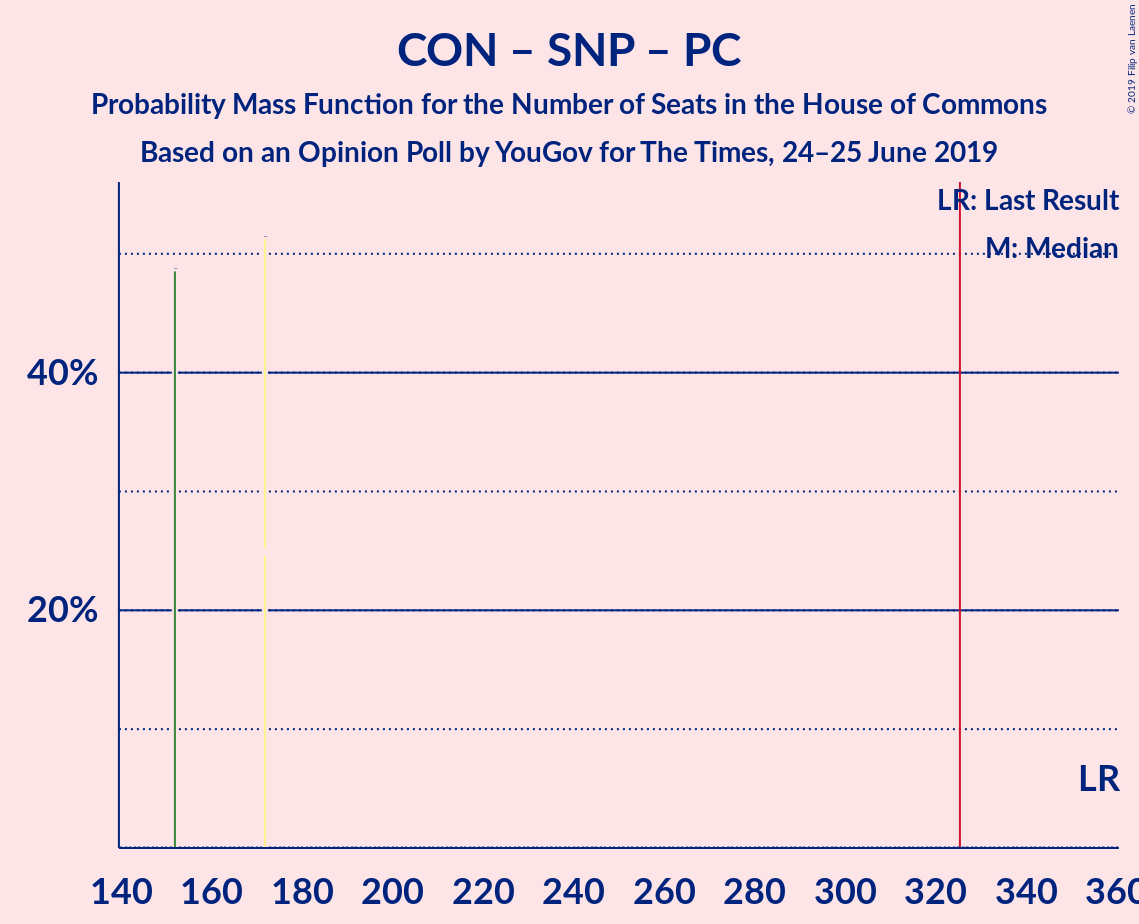 CON – SNP – PC
Probability Mass Function for the Number of Seats in the House of Commons
Based on an Opinion Poll by YouGov for The Times, 24–25 June 2019
© 2019 Filip van Laenen
LR: Last Result
M: Median
40%
20%
LR
140 160 180 200 220 240 260 280 300 320 340 360